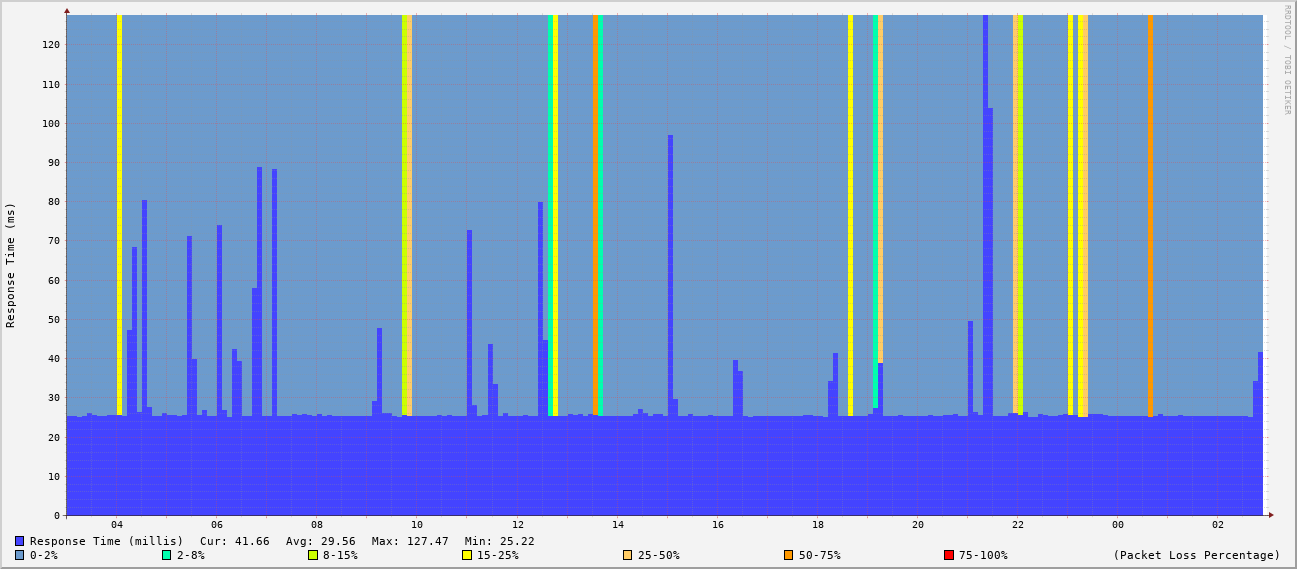 RRDTOOL / TOBI OETIKER
Response Time (ms)
120
110
100
90
80
70
60
50
40
30
20
10
0
04 06 08 10 12 14 16 18 20 22 00 02
Response Time (millis) Cur: 41.66 Avg: 29.56 Max: 127.47 Min: 25.22
0-2% 2-8% 8-15% 15-25% 25-50% 50-75% 75-100% (Packet Loss Percentage)